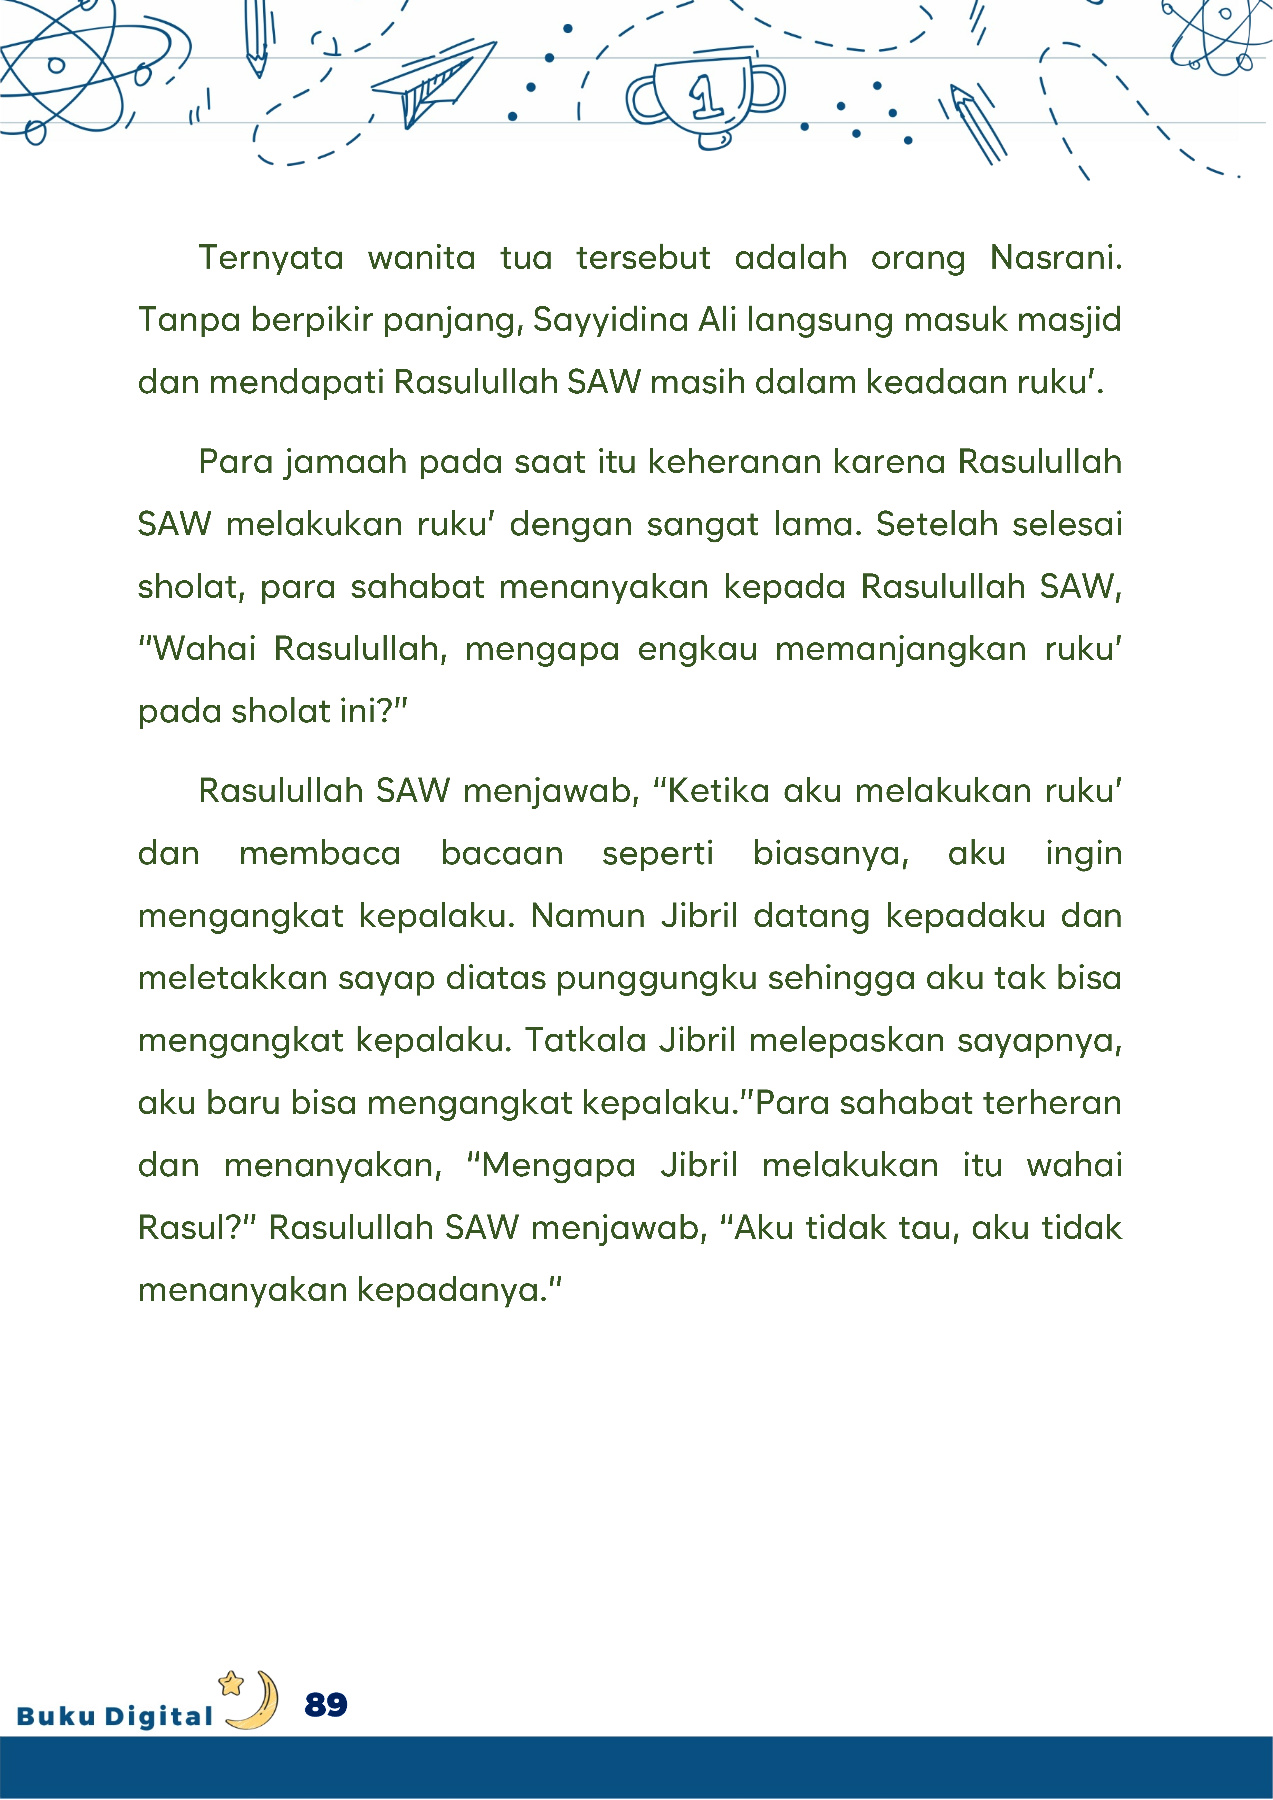 1
Ternyata wanita tua tersebut adalah orang Nasrani.
Tanpa berpikir panjang, Sayyidina Ali langsung masuk masjid
dan mendapati Rasulullah SAW masih dalam keadaan ruku’.
Para jamaah pada saat itu keheranan karena Rasulullah
SAW melakukan ruku’ dengan sangat lama. Setelah selesai
sholat, para sahabat menanyakan kepada Rasulullah SAW,
“Wahai Rasulullah, mengapa engkau memanjangkan ruku’
pada sholat ini?”
Rasulullah SAW menjawab, “Ketika aku melakukan ruku’
dan membaca bacaan seperti biasanya, aku ingin
mengangkat kepalaku. Namun Jibril datang kepadaku dan
meletakkan sayap diatas punggungku sehingga aku tak bisa
mengangkat kepalaku. Tatkala Jibril melepaskan sayapnya,
aku baru bisa mengangkat kepalaku.”Para sahabat terheran
dan menanyakan, “Mengapa Jibril melakukan itu wahai
Rasul?” Rasulullah SAW menjawab, “Aku tidak tau, aku tidak
menanyakan kepadanya.”
Buku Digital 89